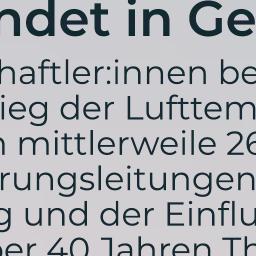 ndet in Ge
haftler:innen be
ieg der Lufttem
n mittlerweile 26
rungsleitungen
g und der Einflu
er 40 Jahren Th